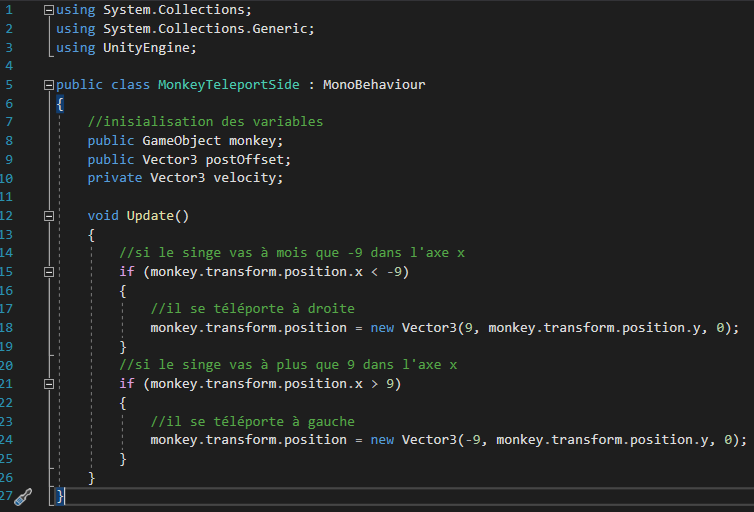 1 using System.Collections;
2 using System.Collections.Generic;
3 using UnityEngine;
4
5 public class MonkeyTeleportSide : MonoBehaviour
6 {
7 //inisialisation des variables
8 public GameObject monkey;
9 public Vector3 postOffset;
10 private Vector3 velocity;
11
12 void Update()
13 {
14 //si le singe vas à mois que -9 dans l'axe x
15 if (monkey.transform.position.x < -9)
16 {
17 //il se téléporte à droite
18 monkey.transform.position = new Vector3(9, monkey.transform.position.y, 0);
19 }
20 //si le singe vas à plus que 9 dans l'axe x
21 if (monkey.transform.position.x > 9)
22 {
23 //il se téléporte à gauche
24 monkey.transform.position = new Vector3(-9, monkey.transform.position.y, 0);
25 }
26 }
27 }